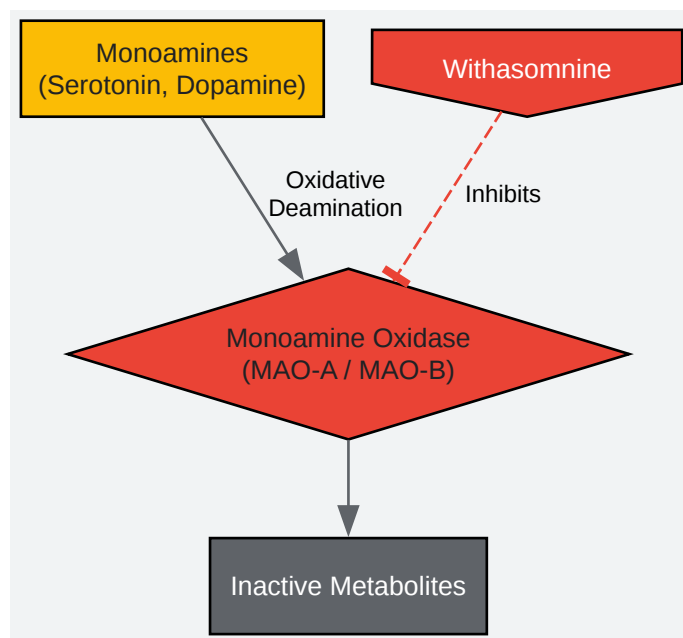 Monoamines
(Serotonin, Dopamine)
Withasomnine
Oxidative
Deamination
Inhibits
Monoamine Oxidase
(MAO-A / MAO-B)
Inactive Metabolites